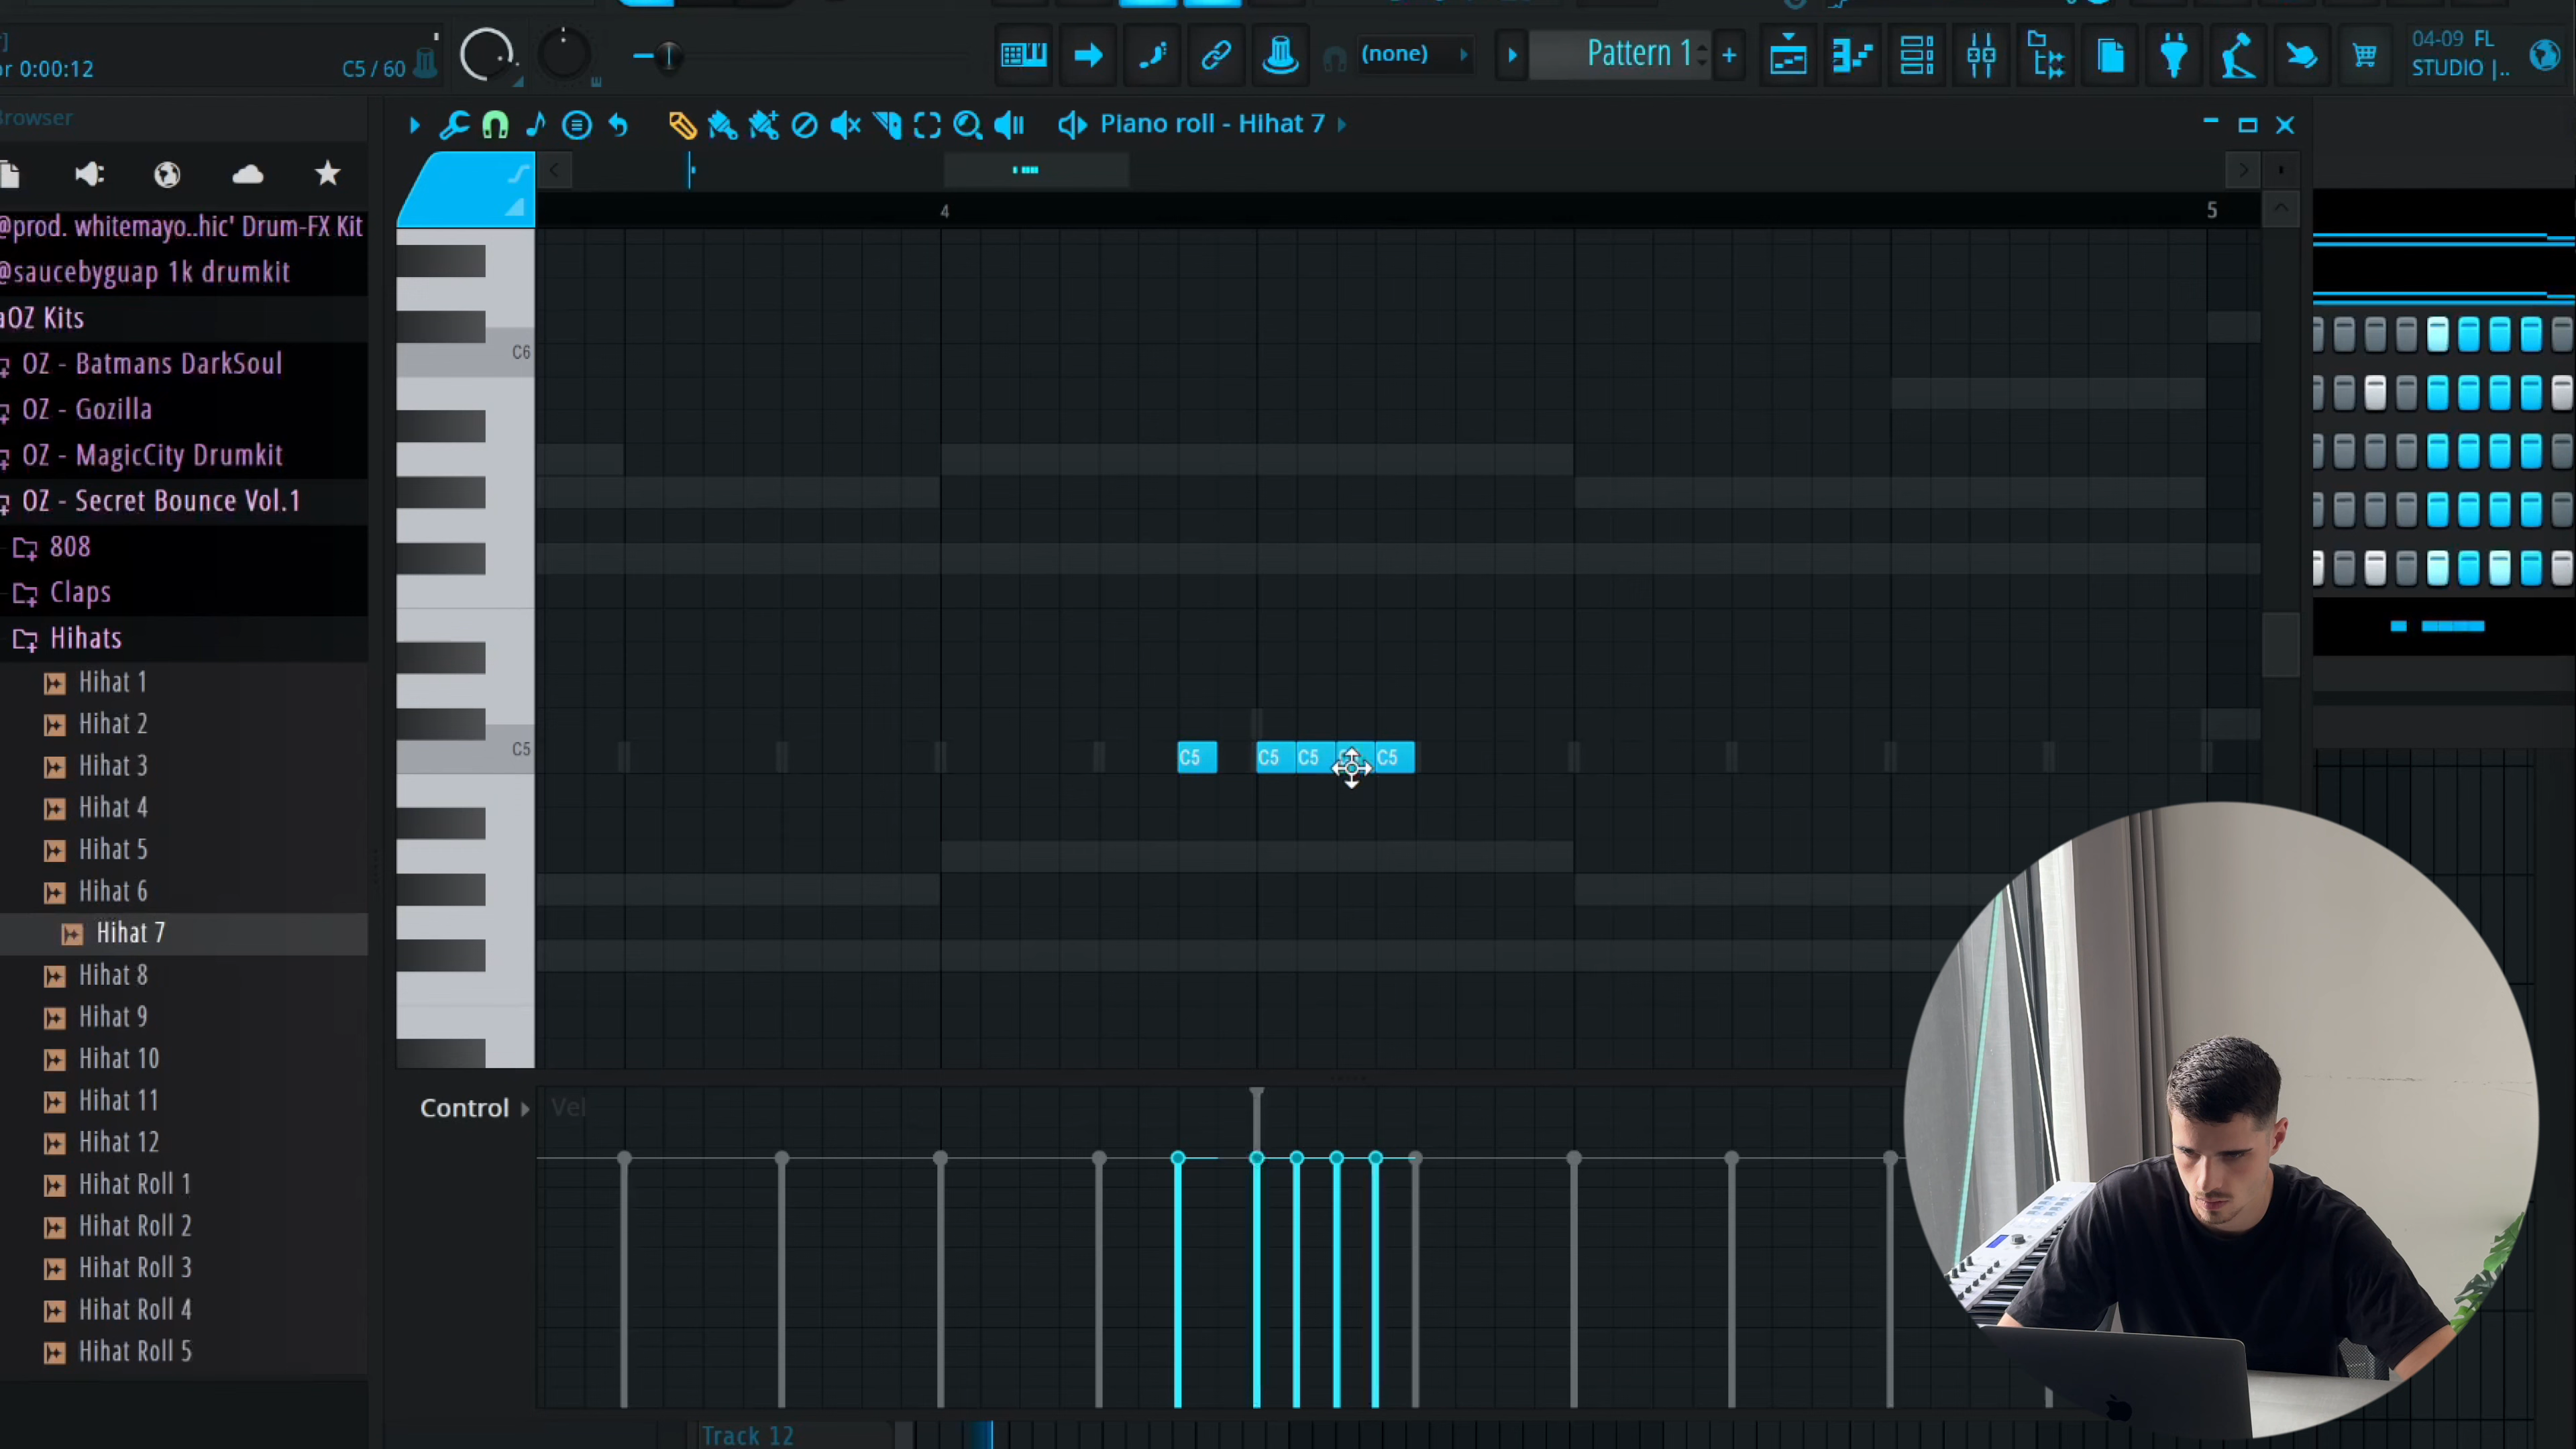 or 0:00:12
C5 / 60
(none)
Pattern 1
04-09 FL
STUDIO |..
Browser
Piano roll - Hihat 7
4
5
@prod. whitemayo..hic' Drum-FX Kit
@saucebyguap 1k drumkit
aOZ Kits
OZ - Batmans DarkSoul
OZ - Gozilla
OZ - MagicCity Drumkit
OZ - Secret Bounce Vol.1
808
Claps
Hihats
Hihat 1
Hihat 2
Hihat 3
Hihat 4
Hihat 5
Hihat 6
Hihat 7
Hihat 8
Hihat 9
Hihat 10
Hihat 11
Hihat 12
Hihat Roll 1
Hihat Roll 2
Hihat Roll 3
Hihat Roll 4
Hihat Roll 5
C6
C5
C5 C5 C5 C5
Control
Vel
Track 12